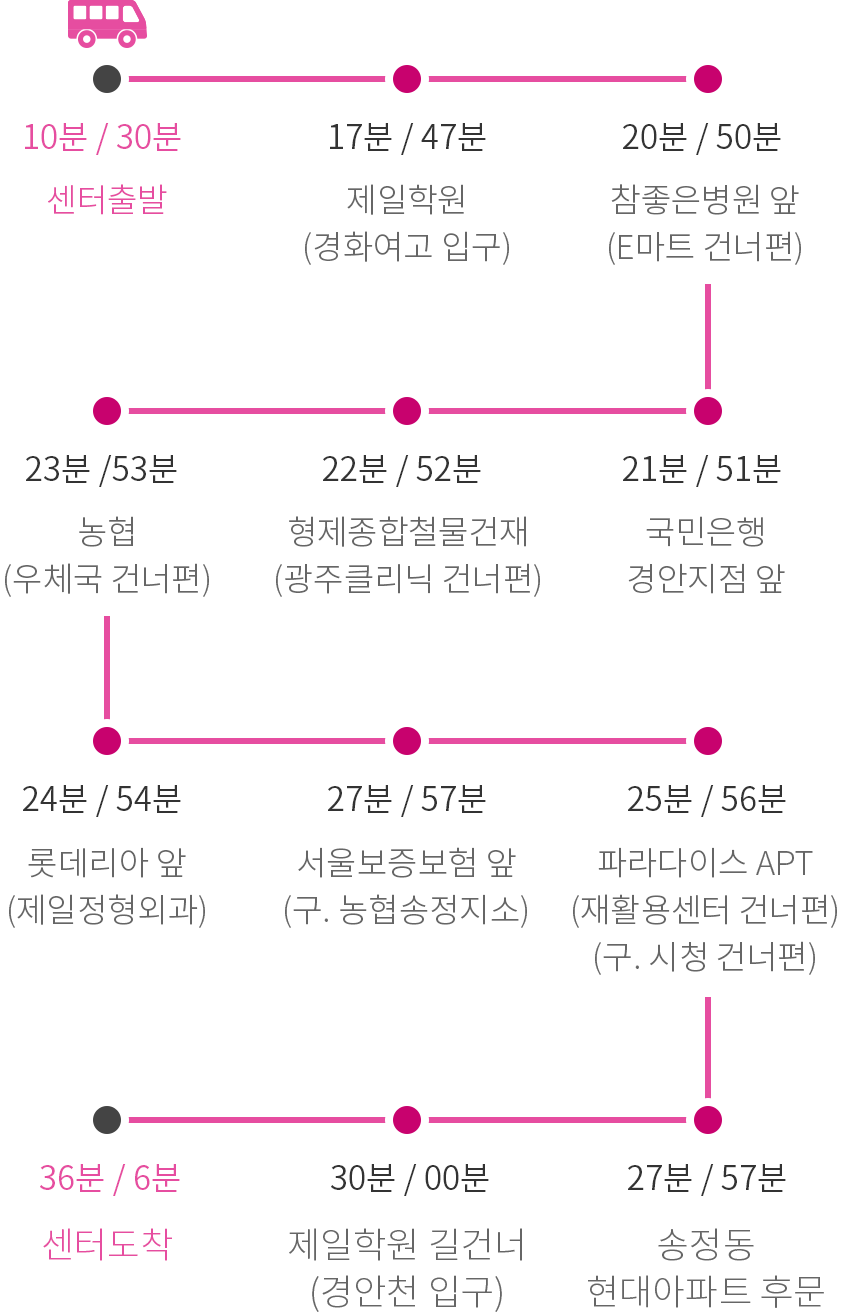 10분 / 30분
센터출발
17분 / 47분
제일학원
(경화여고 입구)
20분 / 50분
참좋은병원 앞
(E마트 건너편)
23분 /53분
농협
(우체국 건너편)
22분 / 52분
형제종합철물건재
(광주클리닉 건너편)
21분 / 51분
국민은행
경안지점 앞
24분 / 54분
롯데리아 앞
(제일정형외과)
27분 / 57분
서울보증보험 앞
(구. 농협송정지소)
25분 / 56분
파라다이스 APT
(재활용센터 건너편)
(구. 시청 건너편)
36분 / 6분
센터도착
30분 / 00분
제일학원 길건너
(경안천 입구)
27분 / 57분
송정동
현대아파트 후문